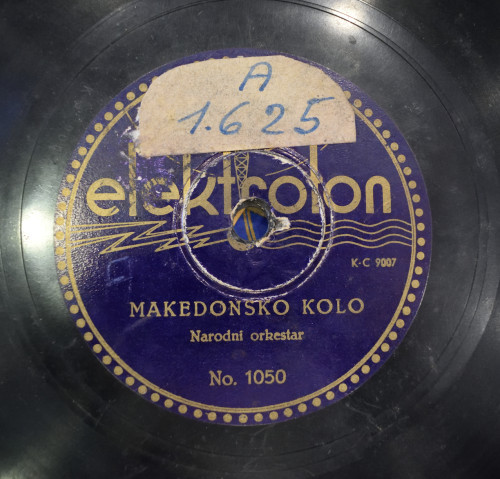 A
1.625
elektroton
K-C 9007
MAKEDONSKO KOLO
Narodni orkestar
No. 1050